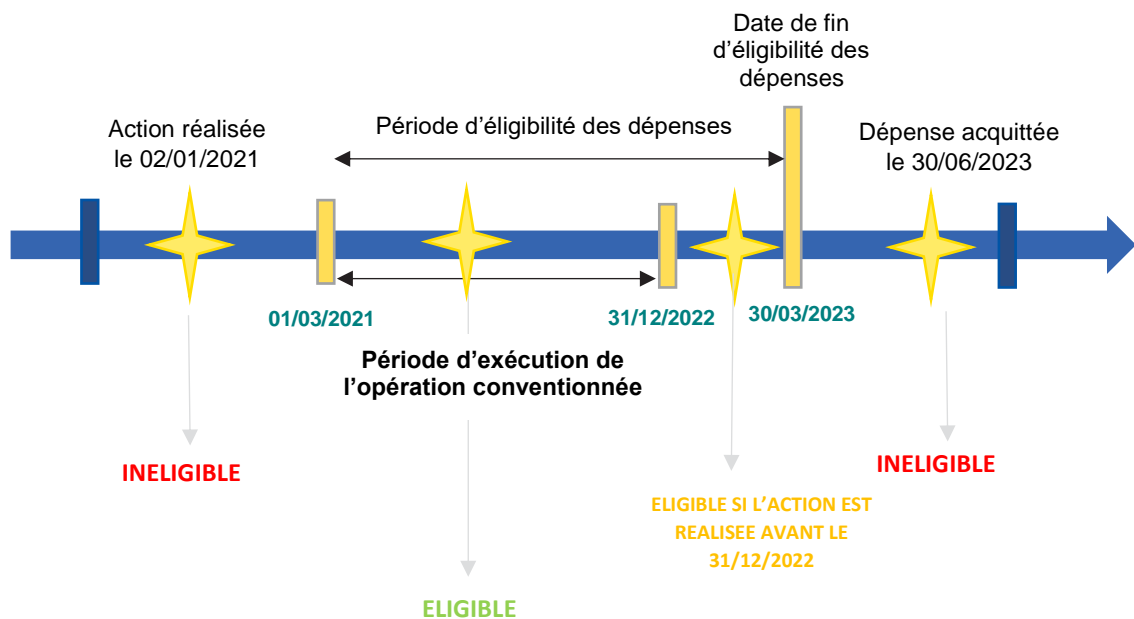 Date de fin
d’éligibilité des
dépenses
Action réalisée
le 02/01/2021
Période d’éligibilité des dépenses
Dépense acquittée
le 30/06/2023
01/03/2021
31/12/2022
30/03/2023
Période d’exécution de
l’opération conventionnée
INELIGIBLE
INELIGIBLE
ELIGIBLE SI L’ACTION EST
REALISEE AVANT LE
31/12/2022
ELIGIBLE